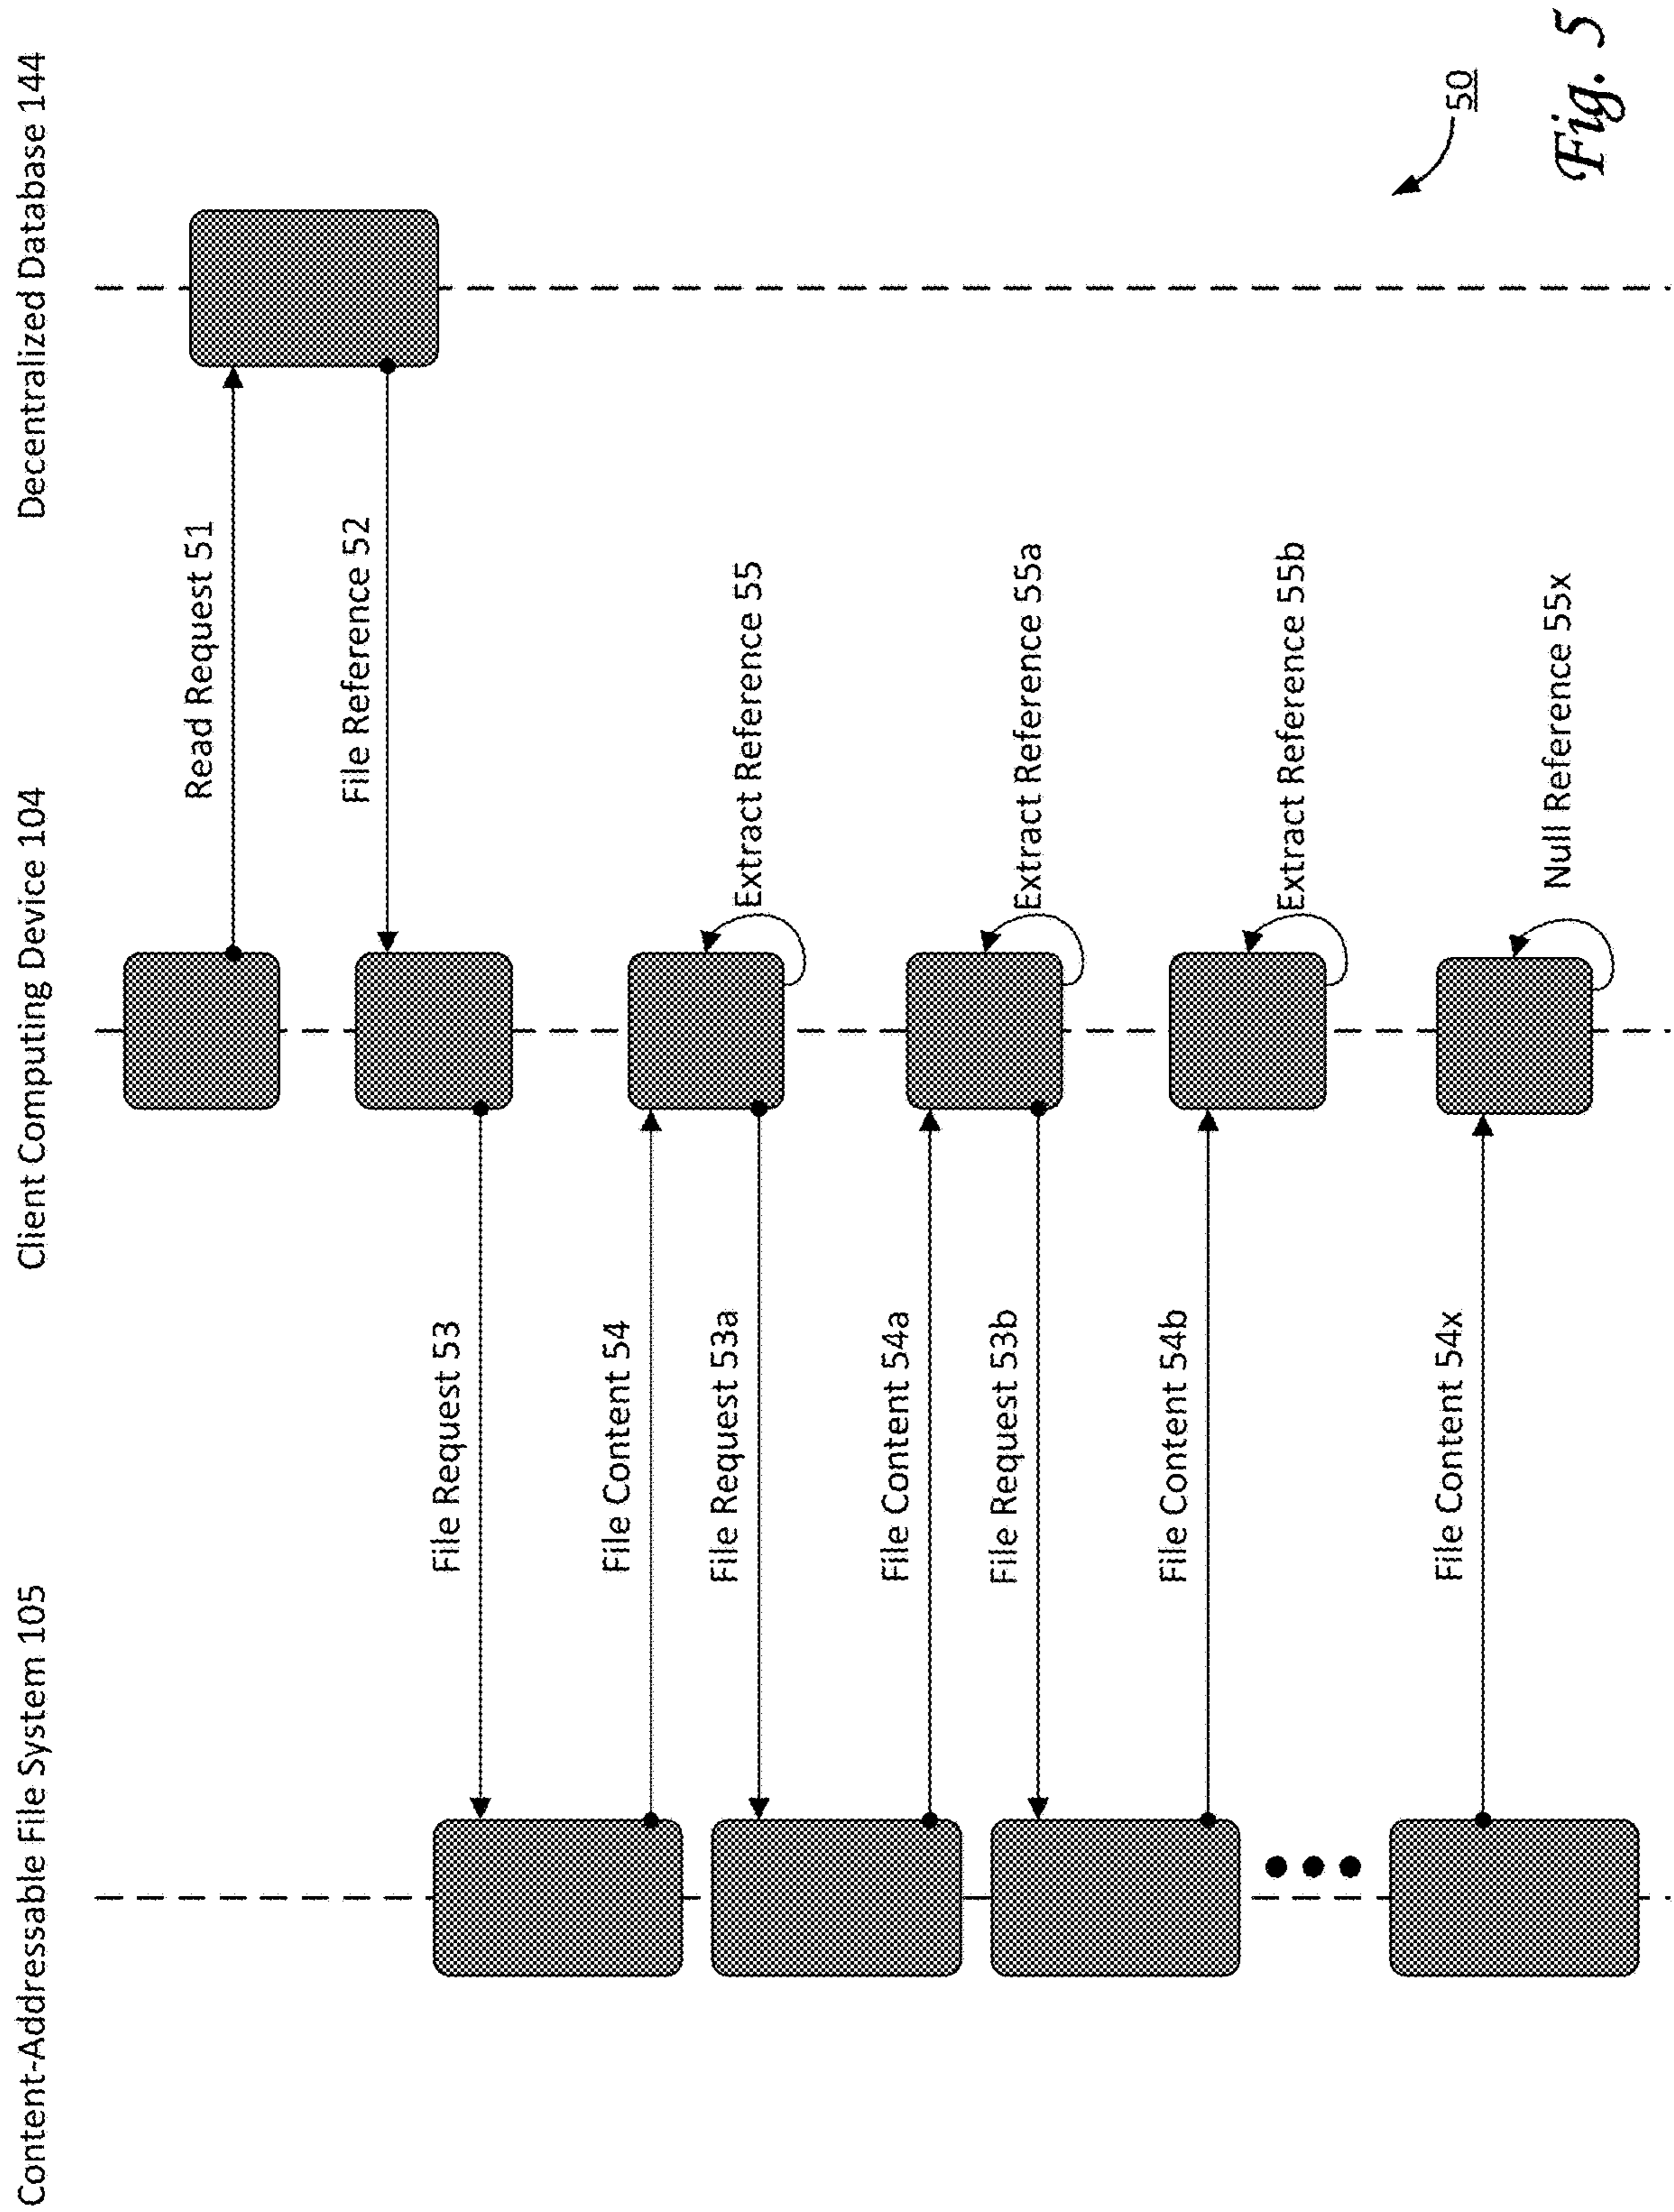 Content-Addressable File System 105
Client Computing Device 104
Decentralized Database 144
Read Request 51
File Reference 52
File Request 53
File Content 54
Extract Reference 55
File Request 53a
File Content 54a
Extract Reference 55a
File Request 53b
File Content 54b
Extract Reference 55b
File Content 54x
Null Reference 55x
50
Fig. 5